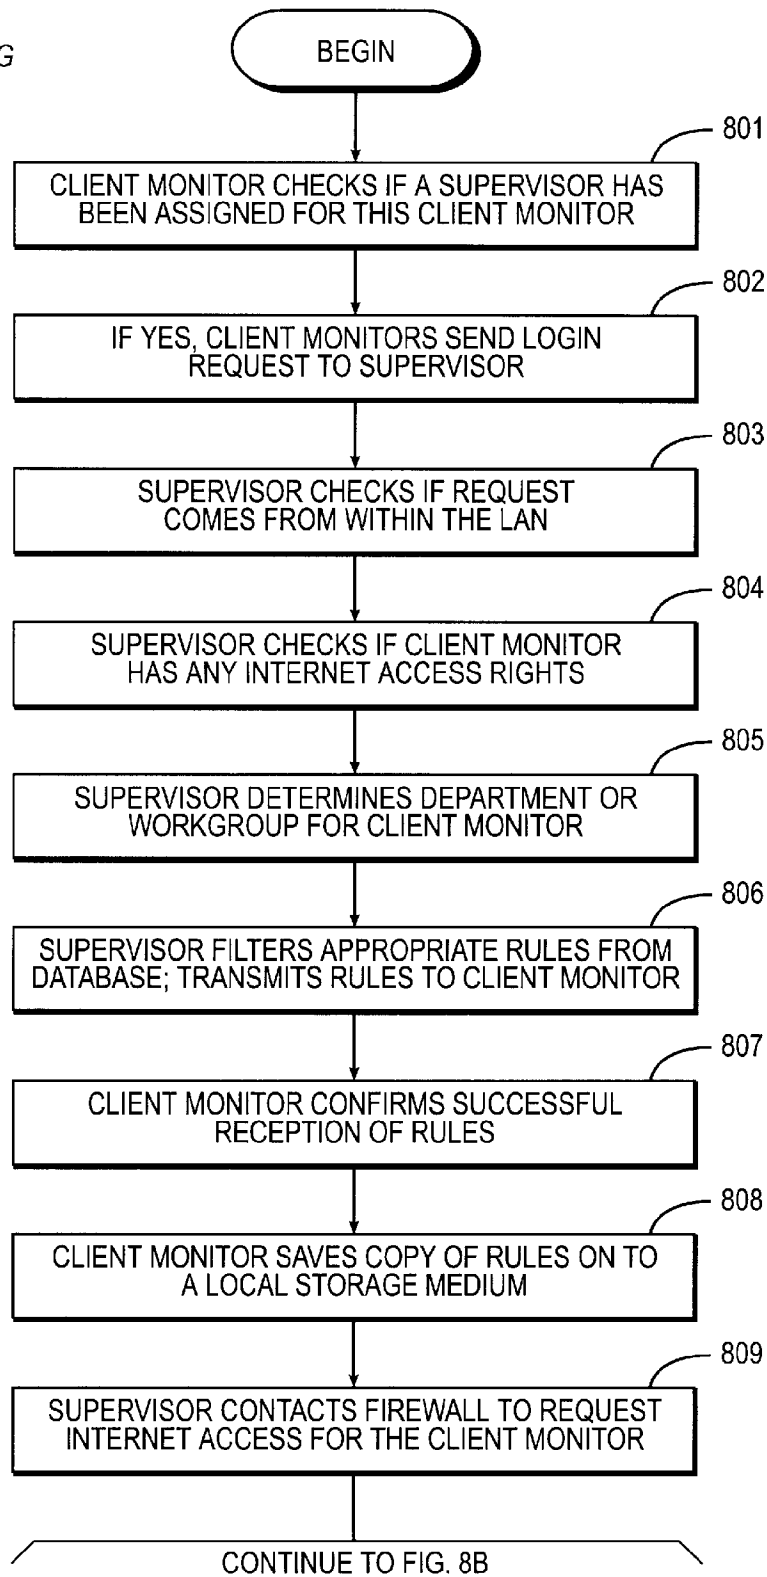 G
BEGIN
801
CLIENT MONITOR CHECKS IF A SUPERVISOR HAS
BEEN ASSIGNED FOR THIS CLIENT MONITOR
802
IF YES, CLIENT MONITORS SEND LOGIN
REQUEST TO SUPERVISOR
803
SUPERVISOR CHECKS IF REQUEST
COMES FROM WITHIN THE LAN
804
SUPERVISOR CHECKS IF CLIENT MONITOR
HAS ANY INTERNET ACCESS RIGHTS
805
SUPERVISOR DETERMINES DEPARTMENT OR
WORKGROUP FOR CLIENT MONITOR
806
SUPERVISOR FILTERS APPROPRIATE RULES FROM
DATABASE; TRANSMITS RULES TO CLIENT MONITOR
807
CLIENT MONITOR CONFIRMS SUCCESSFUL
RECEPTION OF RULES
808
CLIENT MONITOR SAVES COPY OF RULES ON TO
A LOCAL STORAGE MEDIUM
809
SUPERVISOR CONTACTS FIREWALL TO REQUEST
INTERNET ACCESS FOR THE CLIENT MONITOR
CONTINUE TO FIG. 8B